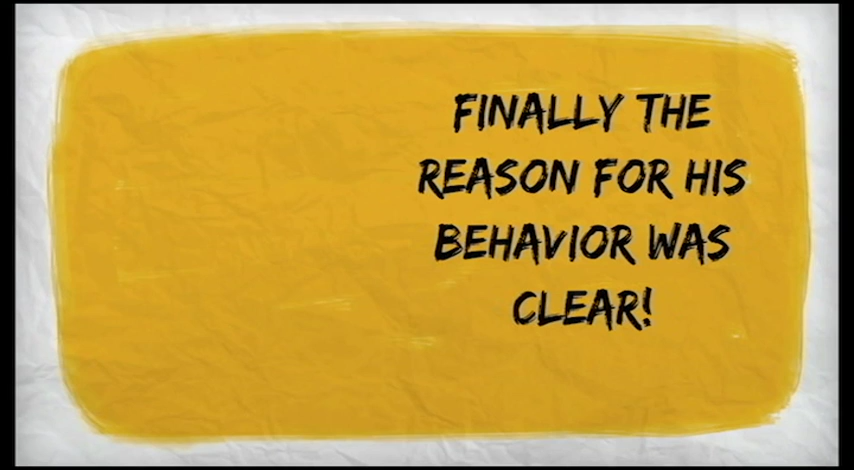 FINALLY THE
REASON FOR HIS
BEHAVIOR WAS
CLEAR!